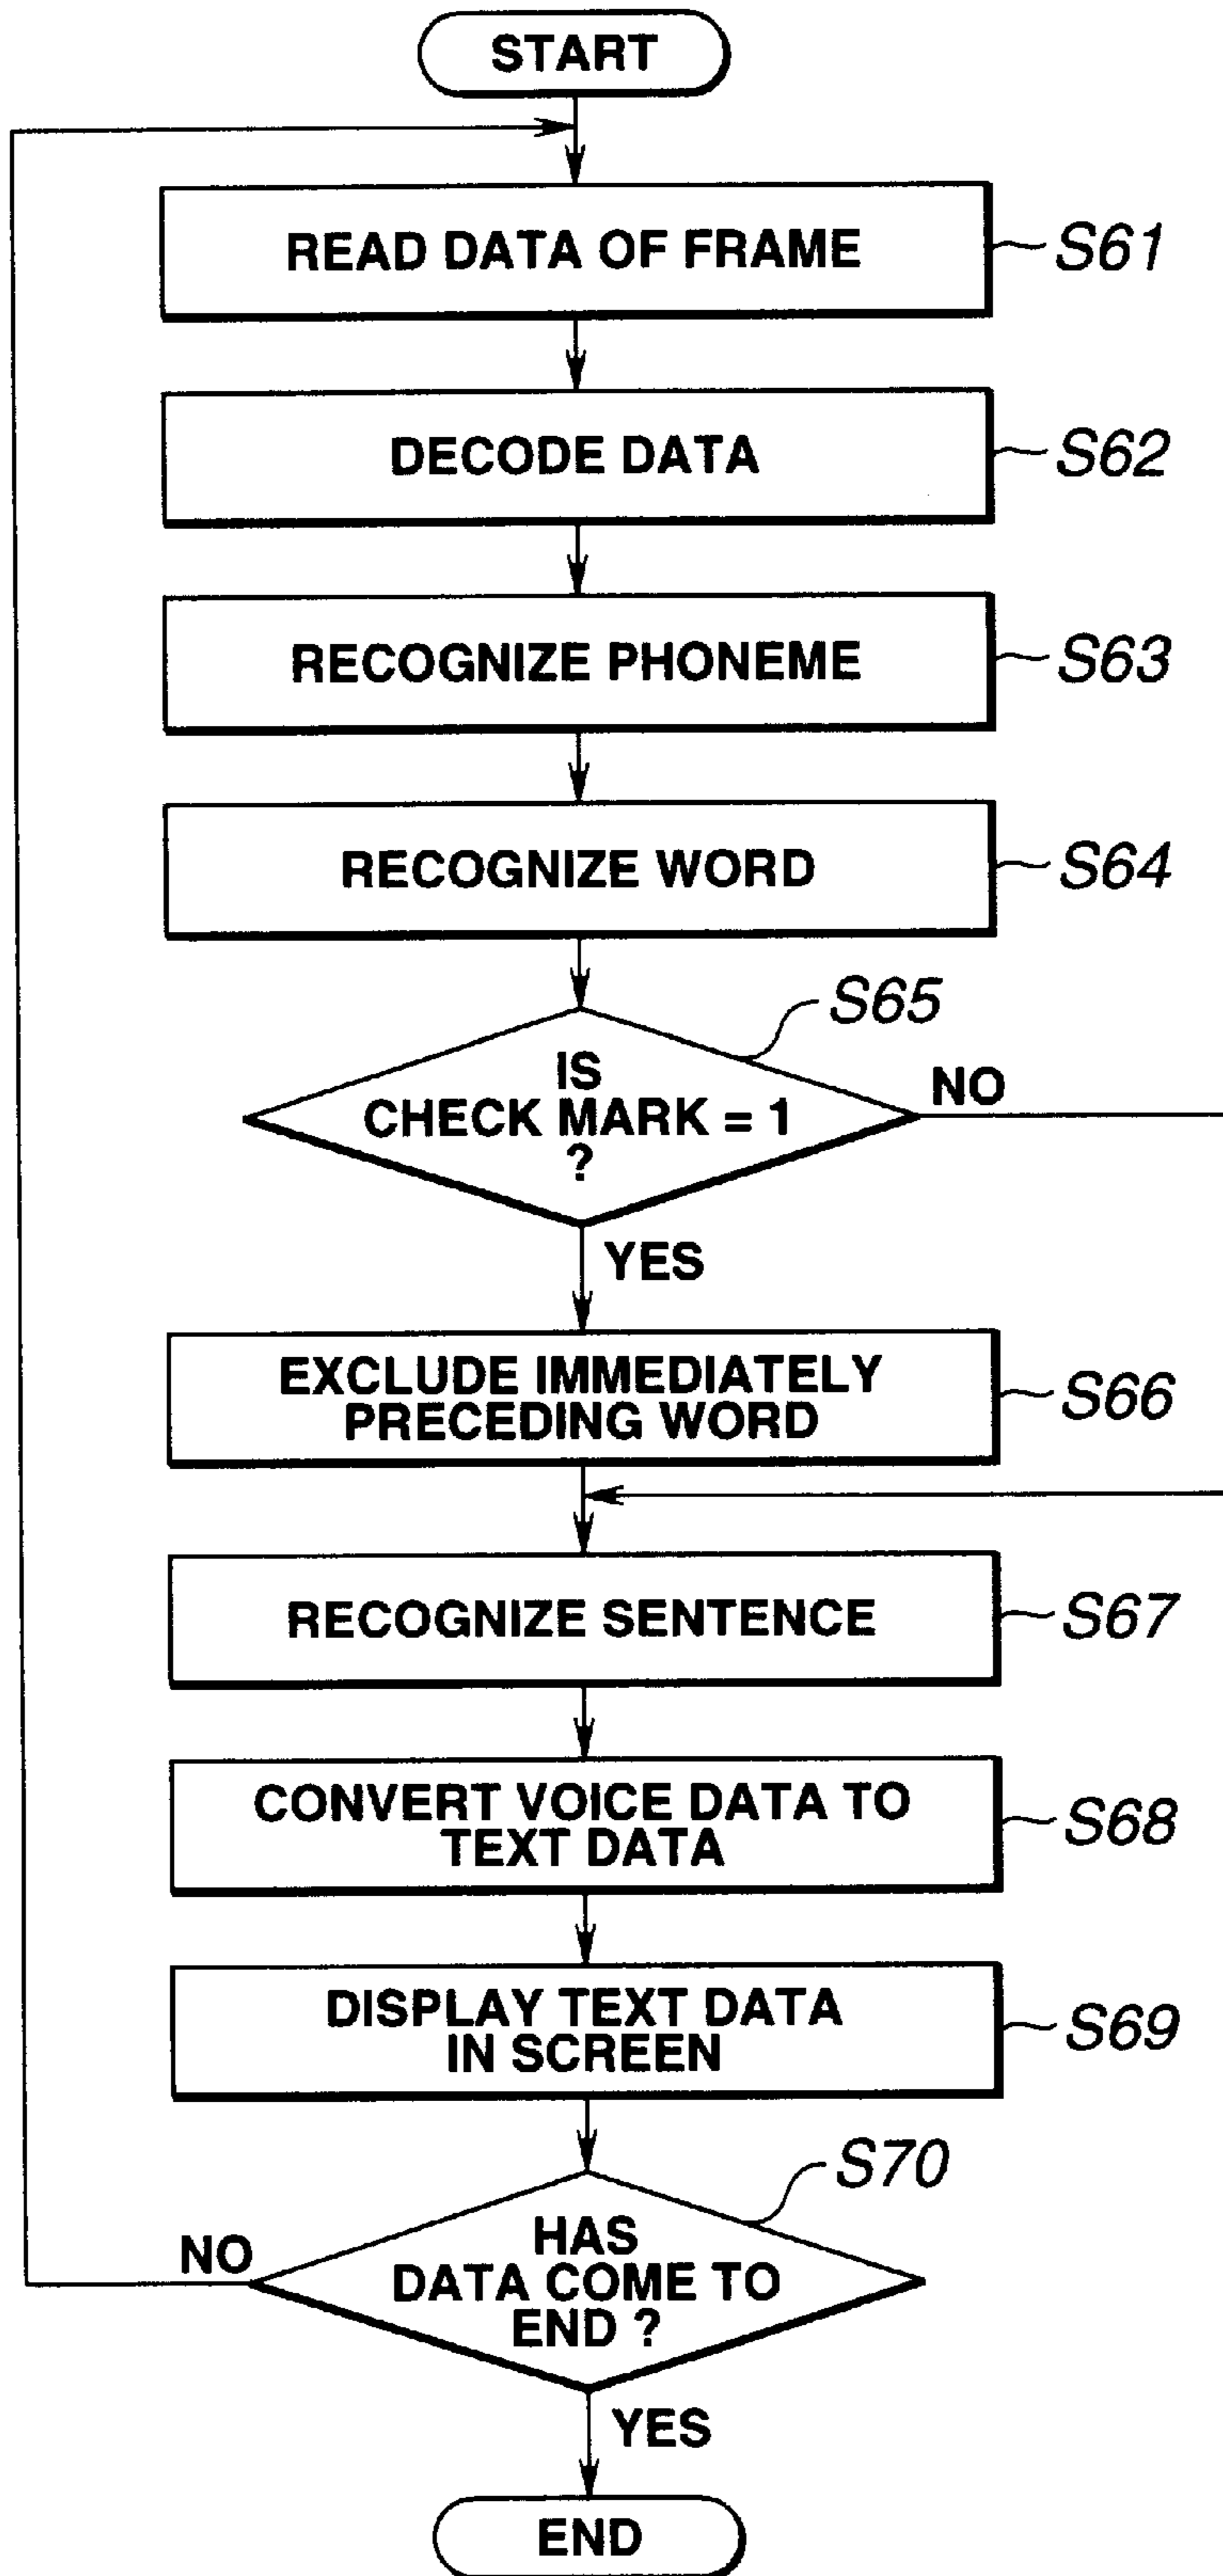 START
READ DATA OF FRAME
S61
DECODE DATA
S62
RECOGNIZE PHONEME
S63
RECOGNIZE WORD
S64
S65
IS
CHECK MARK = 1
?
NO
YES
EXCLUDE IMMEDIATELY
PRECEDING WORD
S66
RECOGNIZE SENTENCE
S67
CONVERT VOICE DATA TO
TEXT DATA
S68
DISPLAY TEXT DATA
IN SCREEN
S69
S70
HAS
DATA COME TO
END ?
NO
YES
END